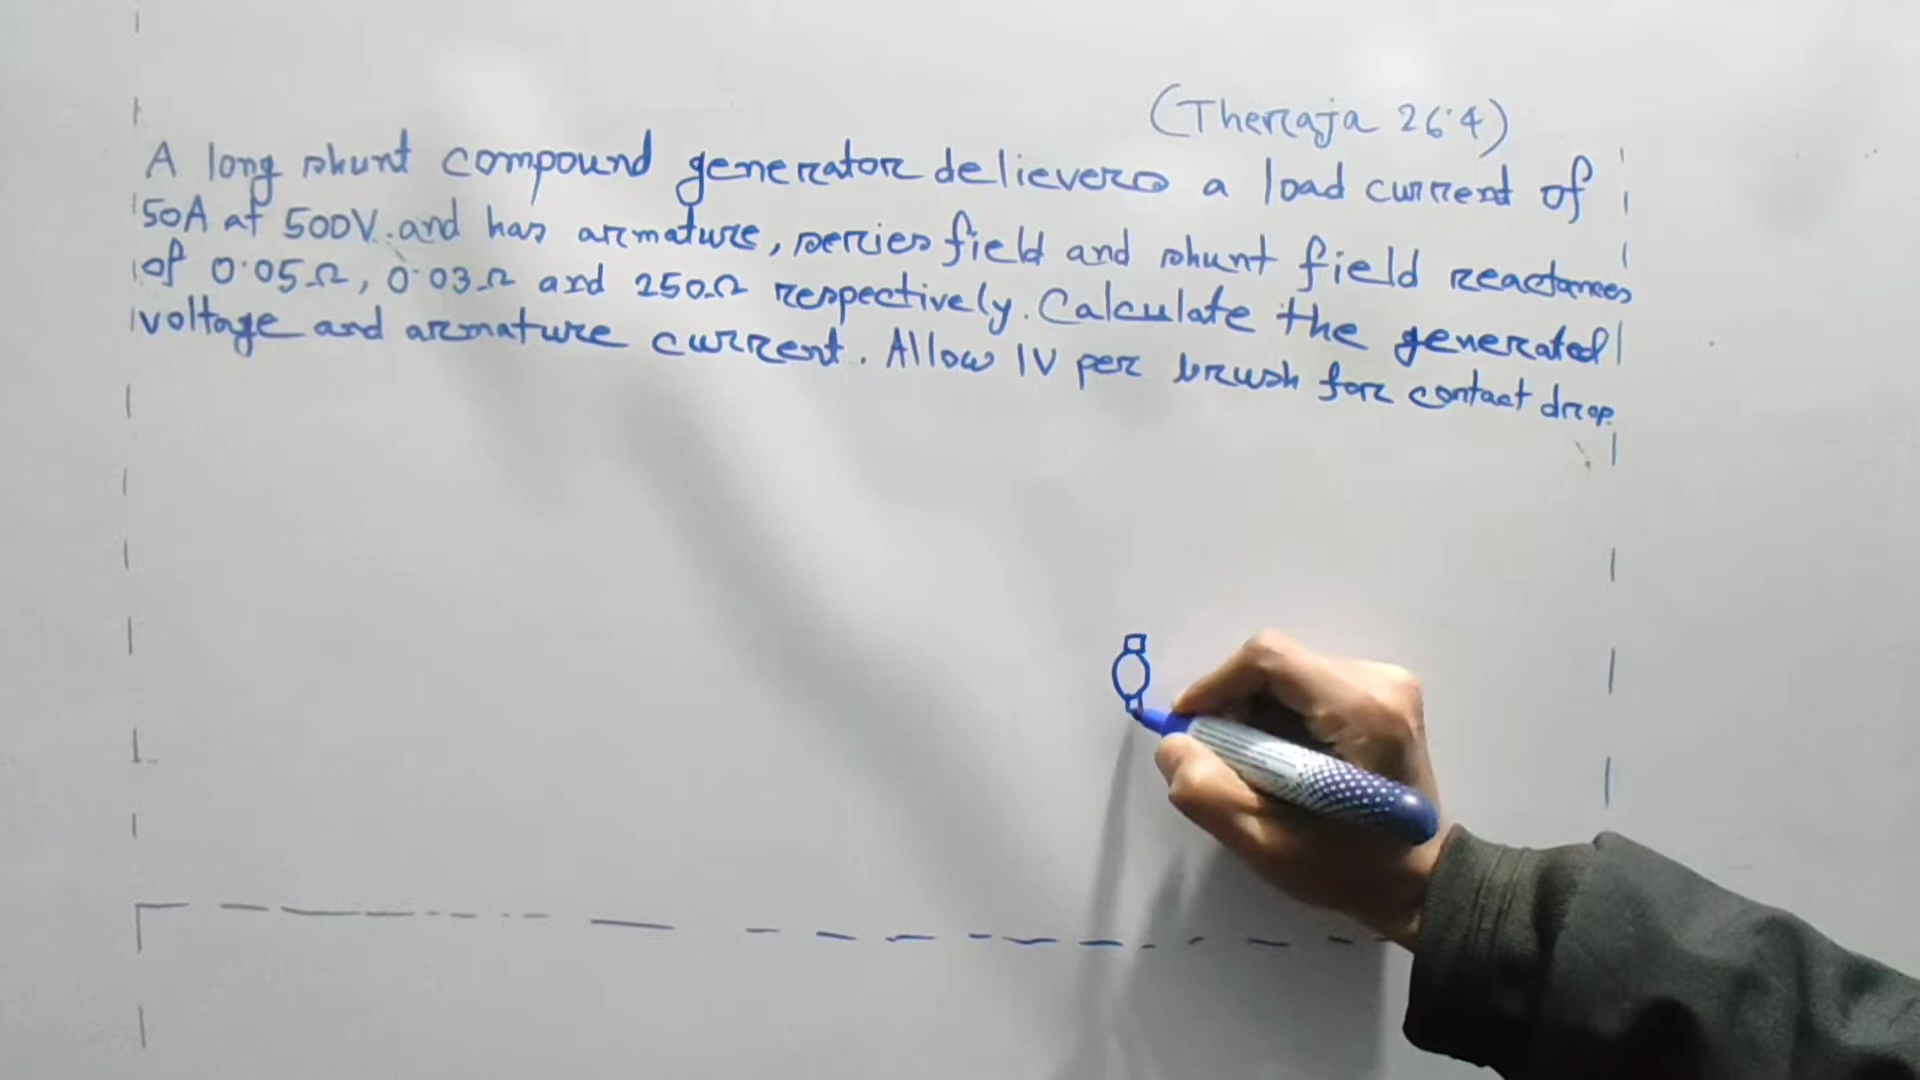 (Theraja 26.4)
A long shunt compound generator delievers a load current of
50A at 500V. and has armature, series field and shunt field reactances
of 0.05Ω, 0.03Ω and 250Ω respectively. Calculate the generated
voltage and armature current. Allow 1V per brush for contact drop.